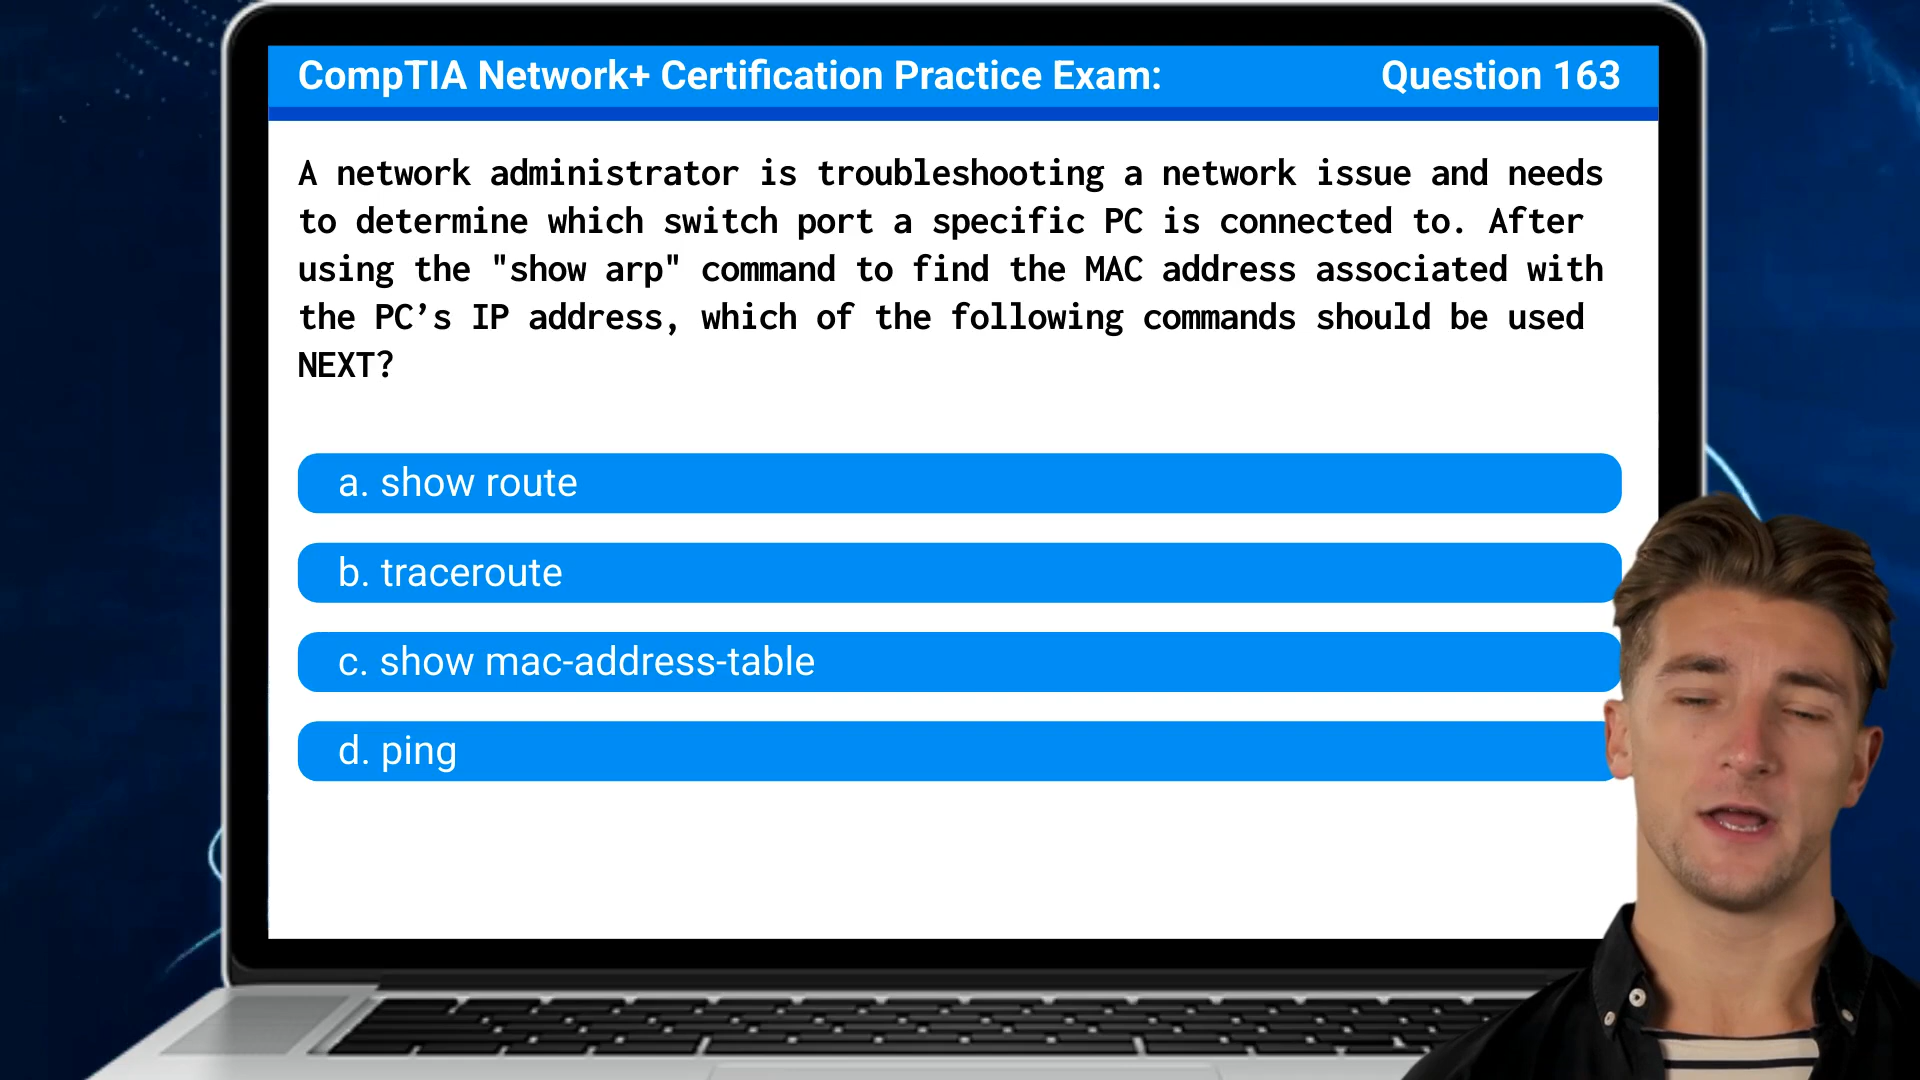 CompTIA Network+ Certification Practice Exam: Question 163
A network administrator is troubleshooting a network issue and needs
to determine which switch port a specific PC is connected to. After
using the "show arp" command to find the MAC address associated with
the PC’s IP address, which of the following commands should be used
NEXT?
a. show route
b. traceroute
c. show mac-address-table
d. ping